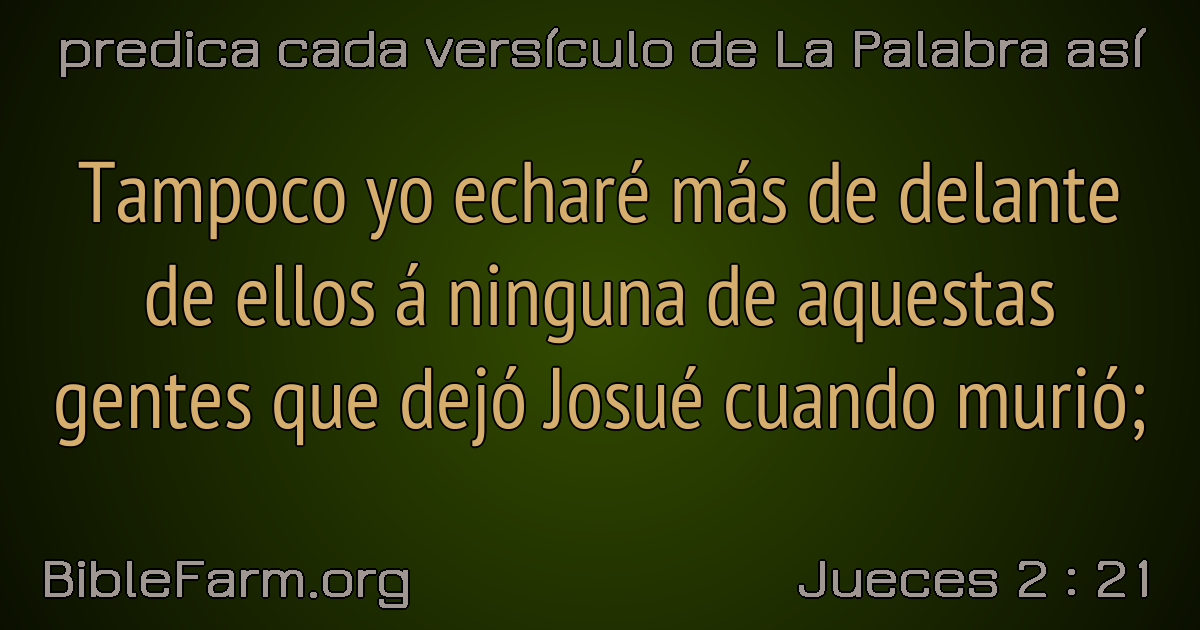 predica cada versículo de La Palabra así
Tampoco yo echaré más de delante
de ellos á ninguna de aquestas
gentes que dejó Josué cuando murió;
BibleFarm.org
Jueces 2 : 21